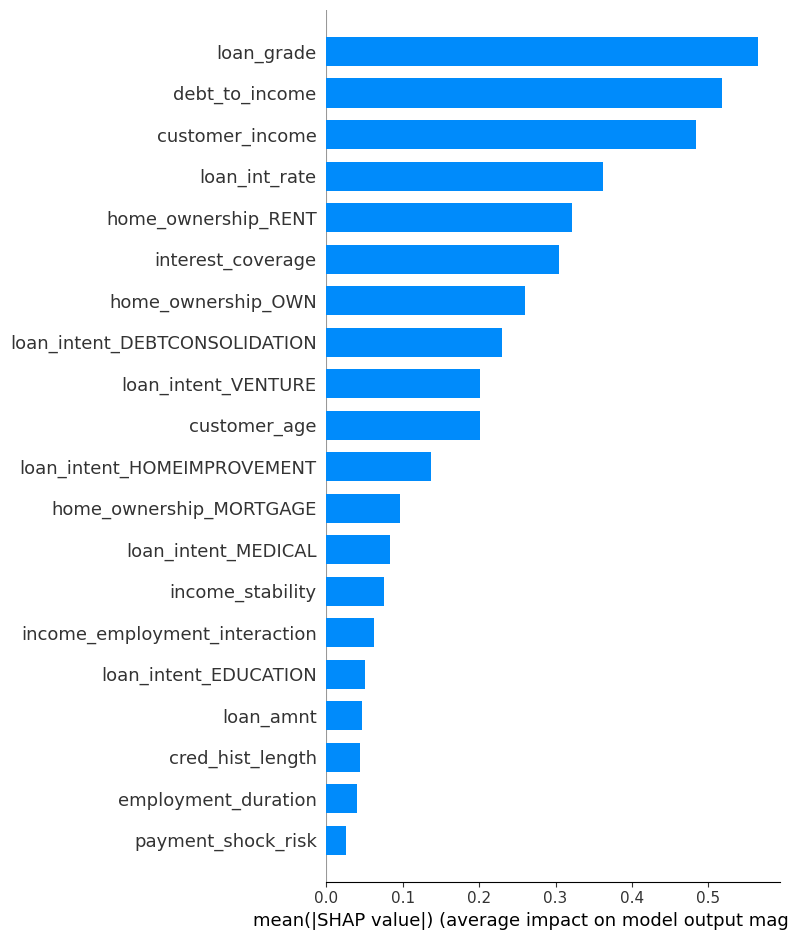 loan_grade
debt_to_income
customer_income
loan_int_rate
home_ownership_RENT
interest_coverage
home_ownership_OWN
loan_intent_DEBTCONSOLIDATION
loan_intent_VENTURE
customer_age
loan_intent_HOMEIMPROVEMENT
home_ownership_MORTGAGE
loan_intent_MEDICAL
income_stability
income_employment_interaction
loan_intent_EDUCATION
loan_amnt
cred_hist_length
employment_duration
payment_shock_risk
0.0 0.1 0.2 0.3 0.4 0.5
mean(|SHAP value|) (average impact on model output mag